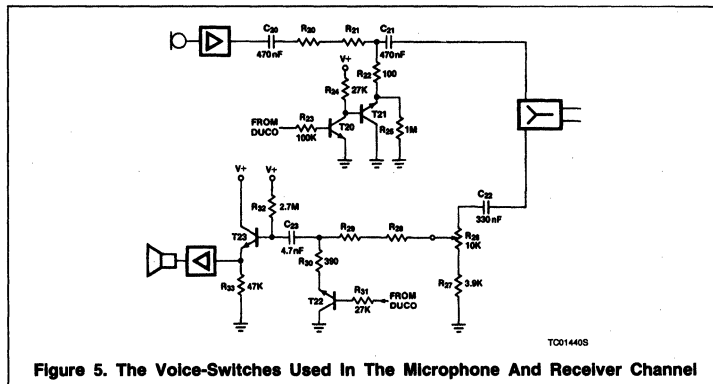 C20
470nF
R20
R21
C21
470nF
V+
R22
100
R24
27K
T21
FROM
DUCO
R23
100K
T20
R25
1M
V+
V+
R32
2.7M
C22
330nF
T23
C23
4.7nF
R29
R28
R26
10K
R30
390
R33
47K
T22
R31
27K
FROM
DUCO
R27
3.9K
TC01440S
Figure 5. The Voice-Switches Used In The Microphone And Receiver Channel